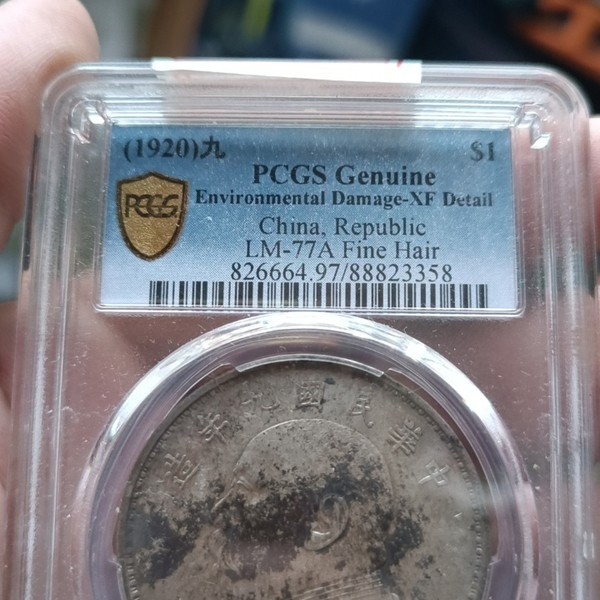 (1920)九 $1
PCGS Genuine
PCGS Environmental Damage-XF Detail
China, Republic
LM-77A Fine Hair
826664.97/88823358
造年九國民華中